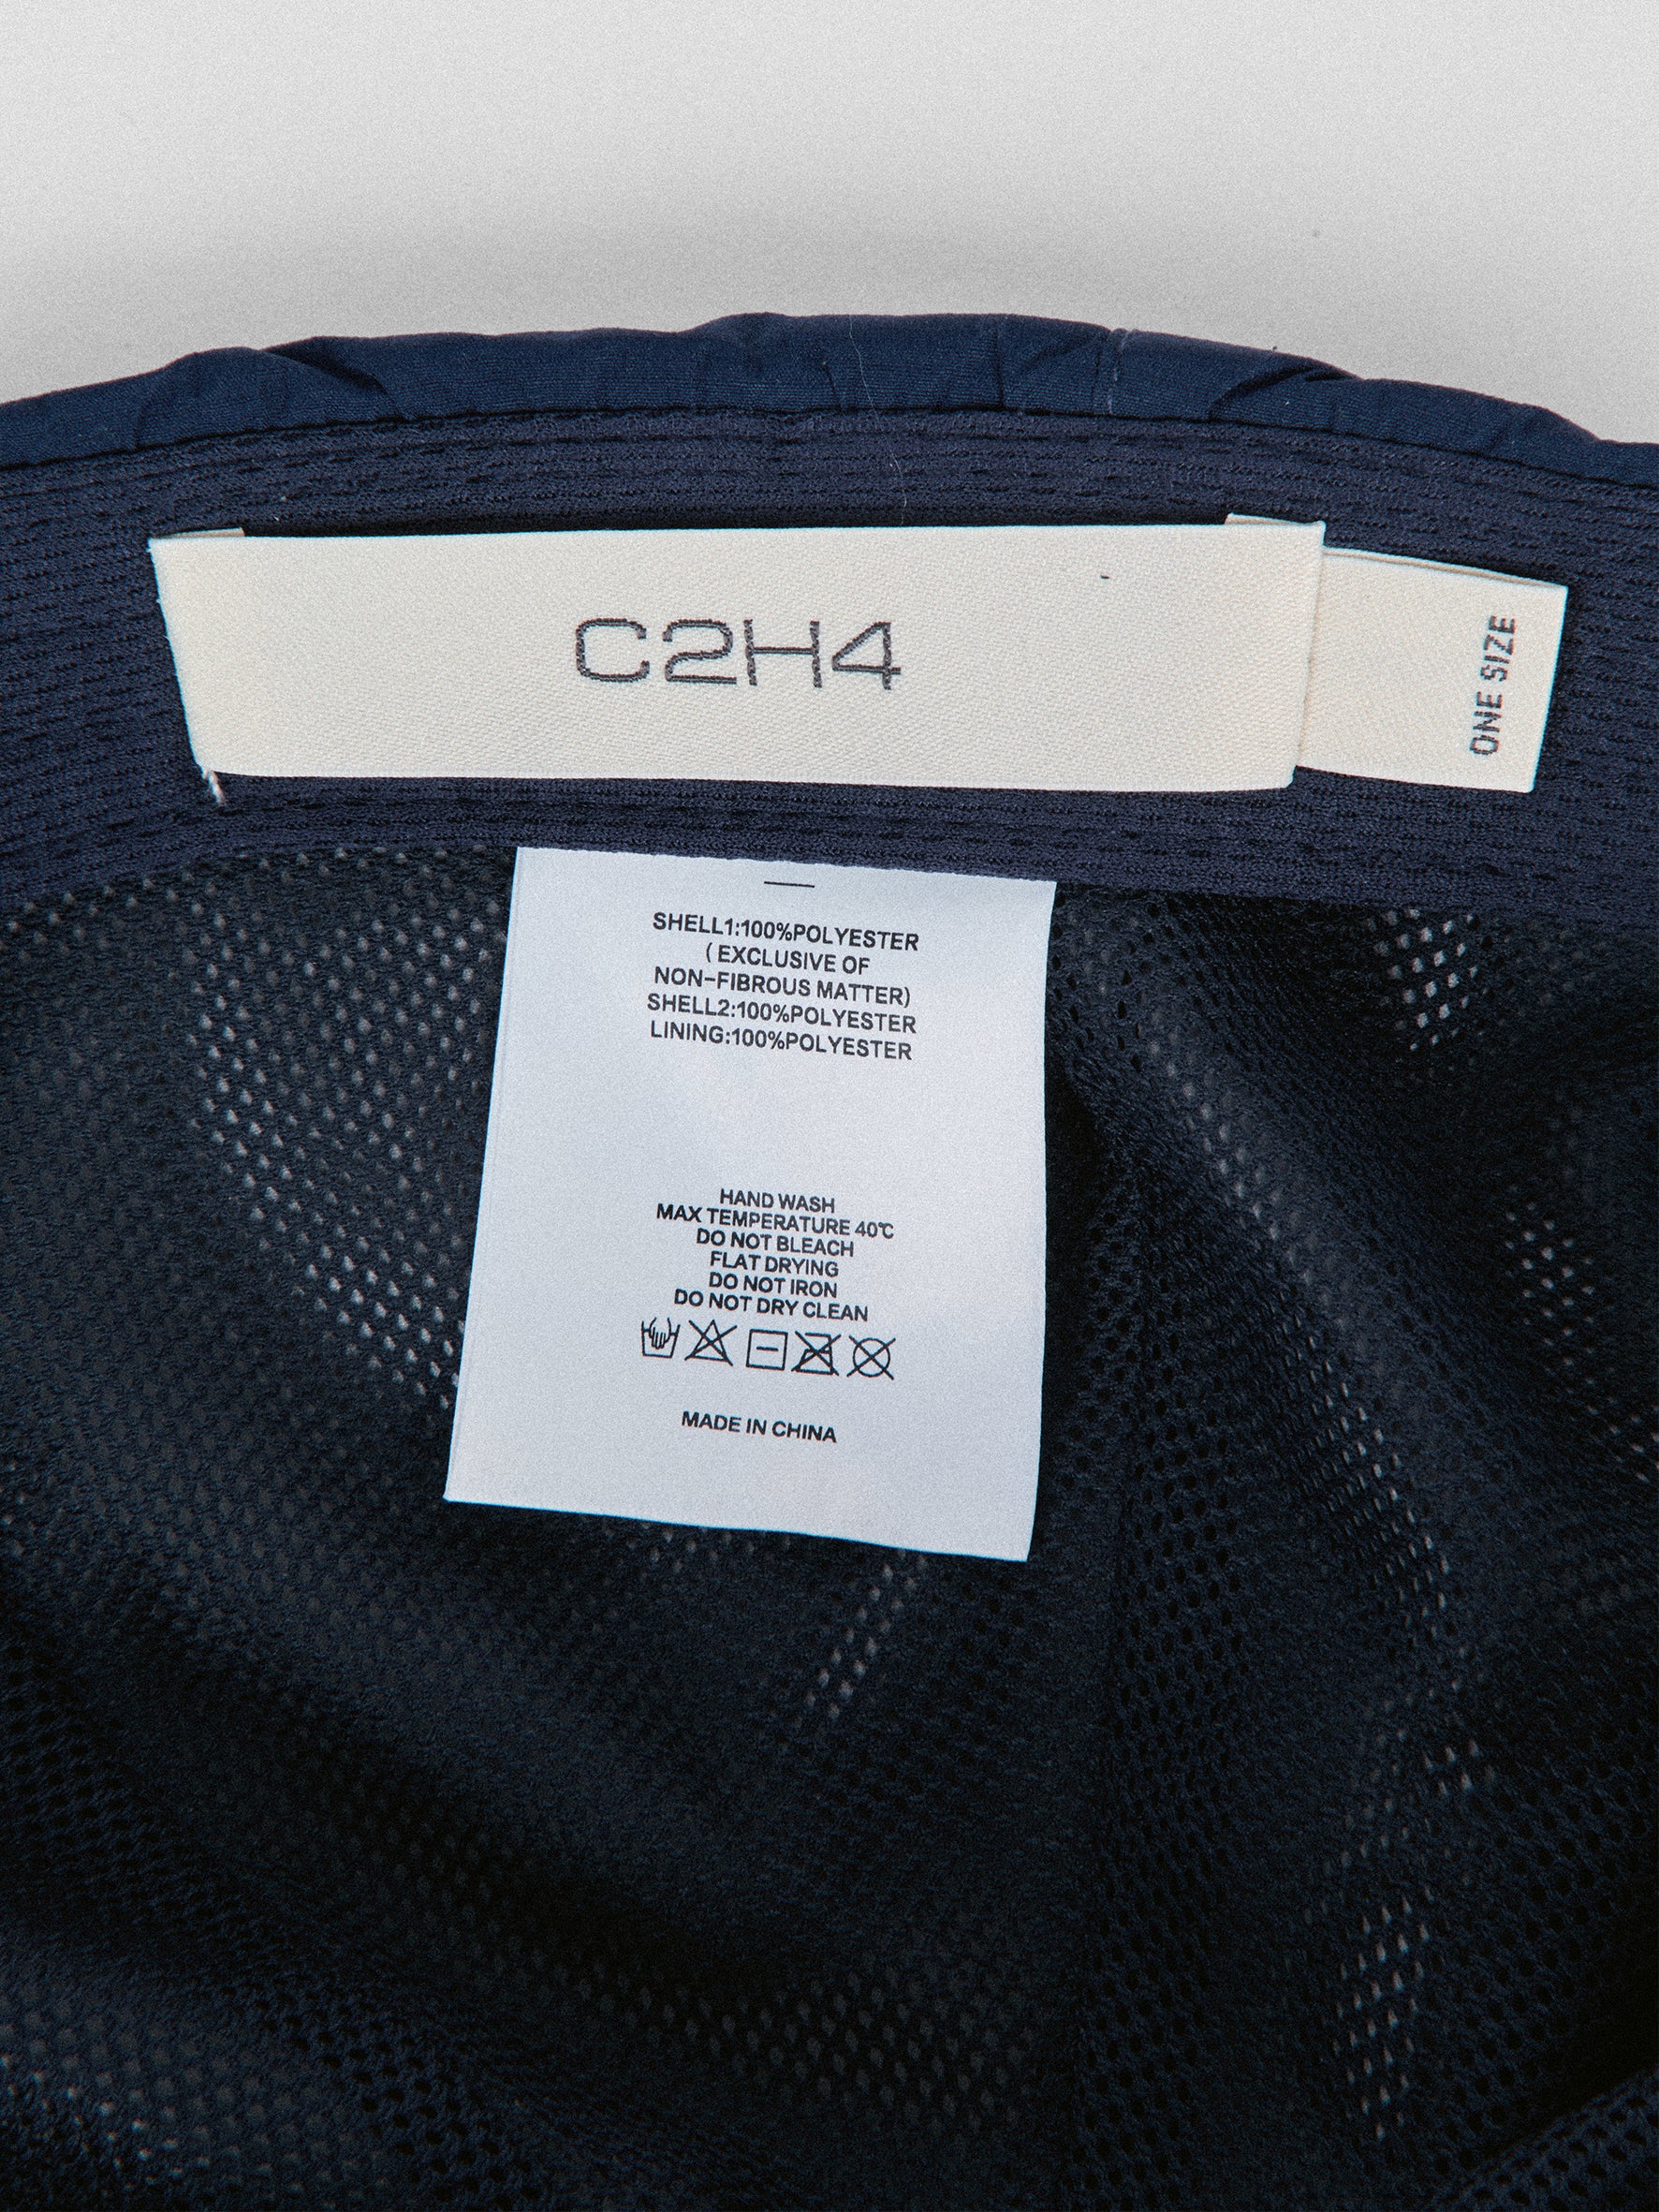 C2H4
ONE SIZE
SHELL1:100%POLYESTER
( EXCLUSIVE OF
NON-FIBROUS MATTER)
SHELL2:100%POLYESTER
LINING:100%POLYESTER
HAND WASH
MAX TEMPERATURE 40℃
DO NOT BLEACH
FLAT DRYING
DO NOT IRON
DO NOT DRY CLEAN
MADE IN CHINA